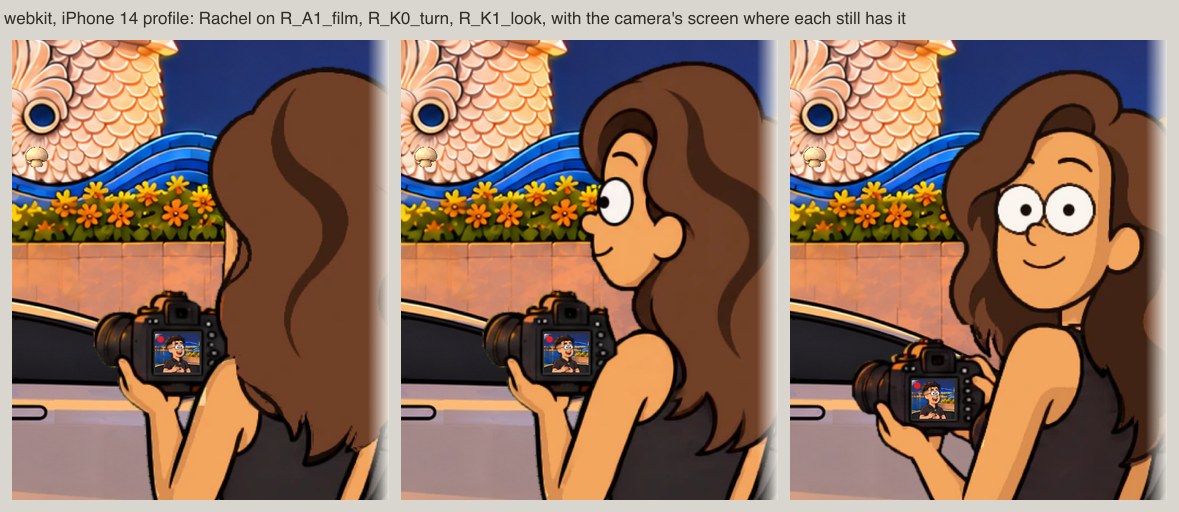 webkit, iPhone 14 profile: Rachel on R_A1_film, R_K0_turn, R_K1_look, with the camera's screen where each still has it